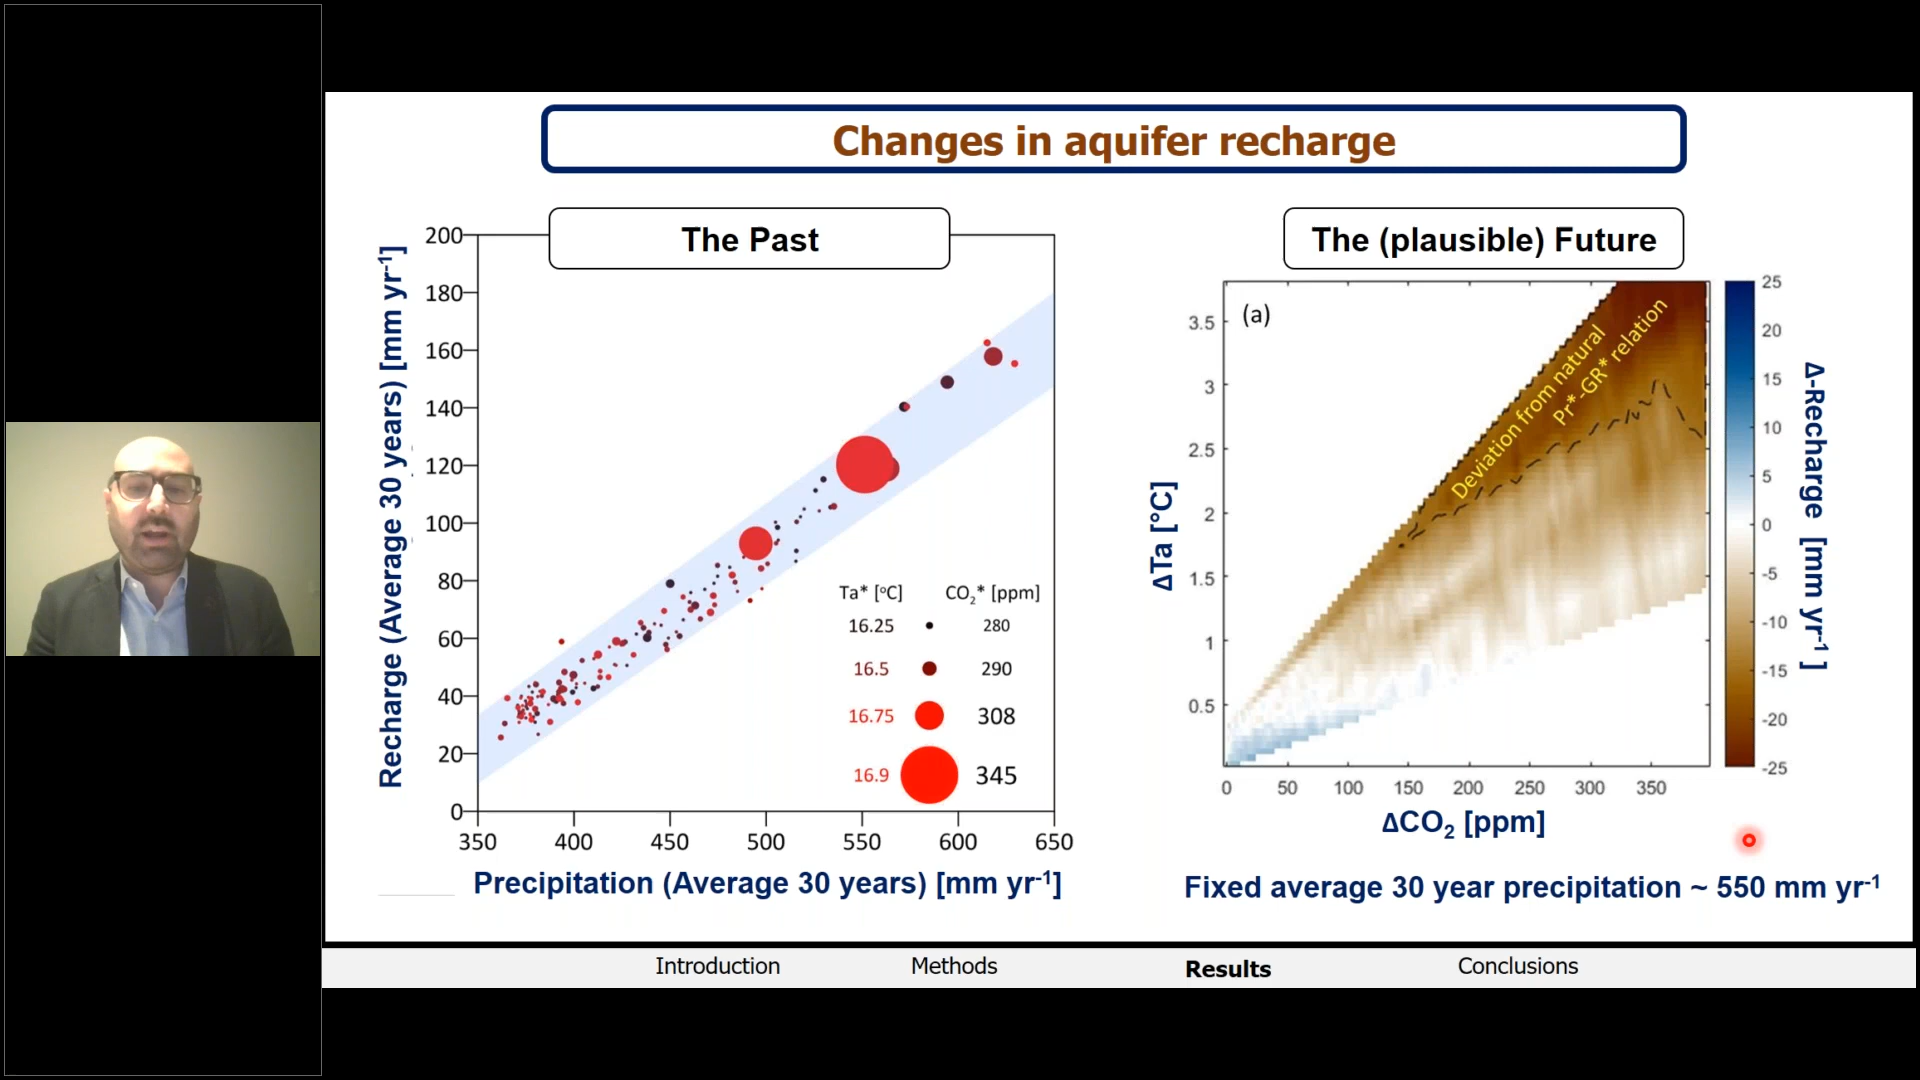 Changes in aquifer recharge
The Past
200
180
160
140
120
100
80
60
40
20
0
350 400 450 500 550 600 650
Recharge (Average 30 years) [mm yr⁻¹]
Precipitation (Average 30 years) [mm yr⁻¹]
Ta* [°C] CO₂* [ppm]
16.25 280
16.5 290
16.75 308
16.9 345
The (plausible) Future
(a)
Deviation from natural
Pr*-GR* relation
3.5
3
2.5
2
1.5
1
0.5
0 50 100 150 200 250 300 350
ΔTa [°C]
ΔCO₂ [ppm]
25
20
15
10
5
0
-5
-10
-15
-20
-25
Δ-Recharge [mm yr⁻¹]
Fixed average 30 year precipitation ~ 550 mm yr⁻¹
Introduction Methods Results Conclusions